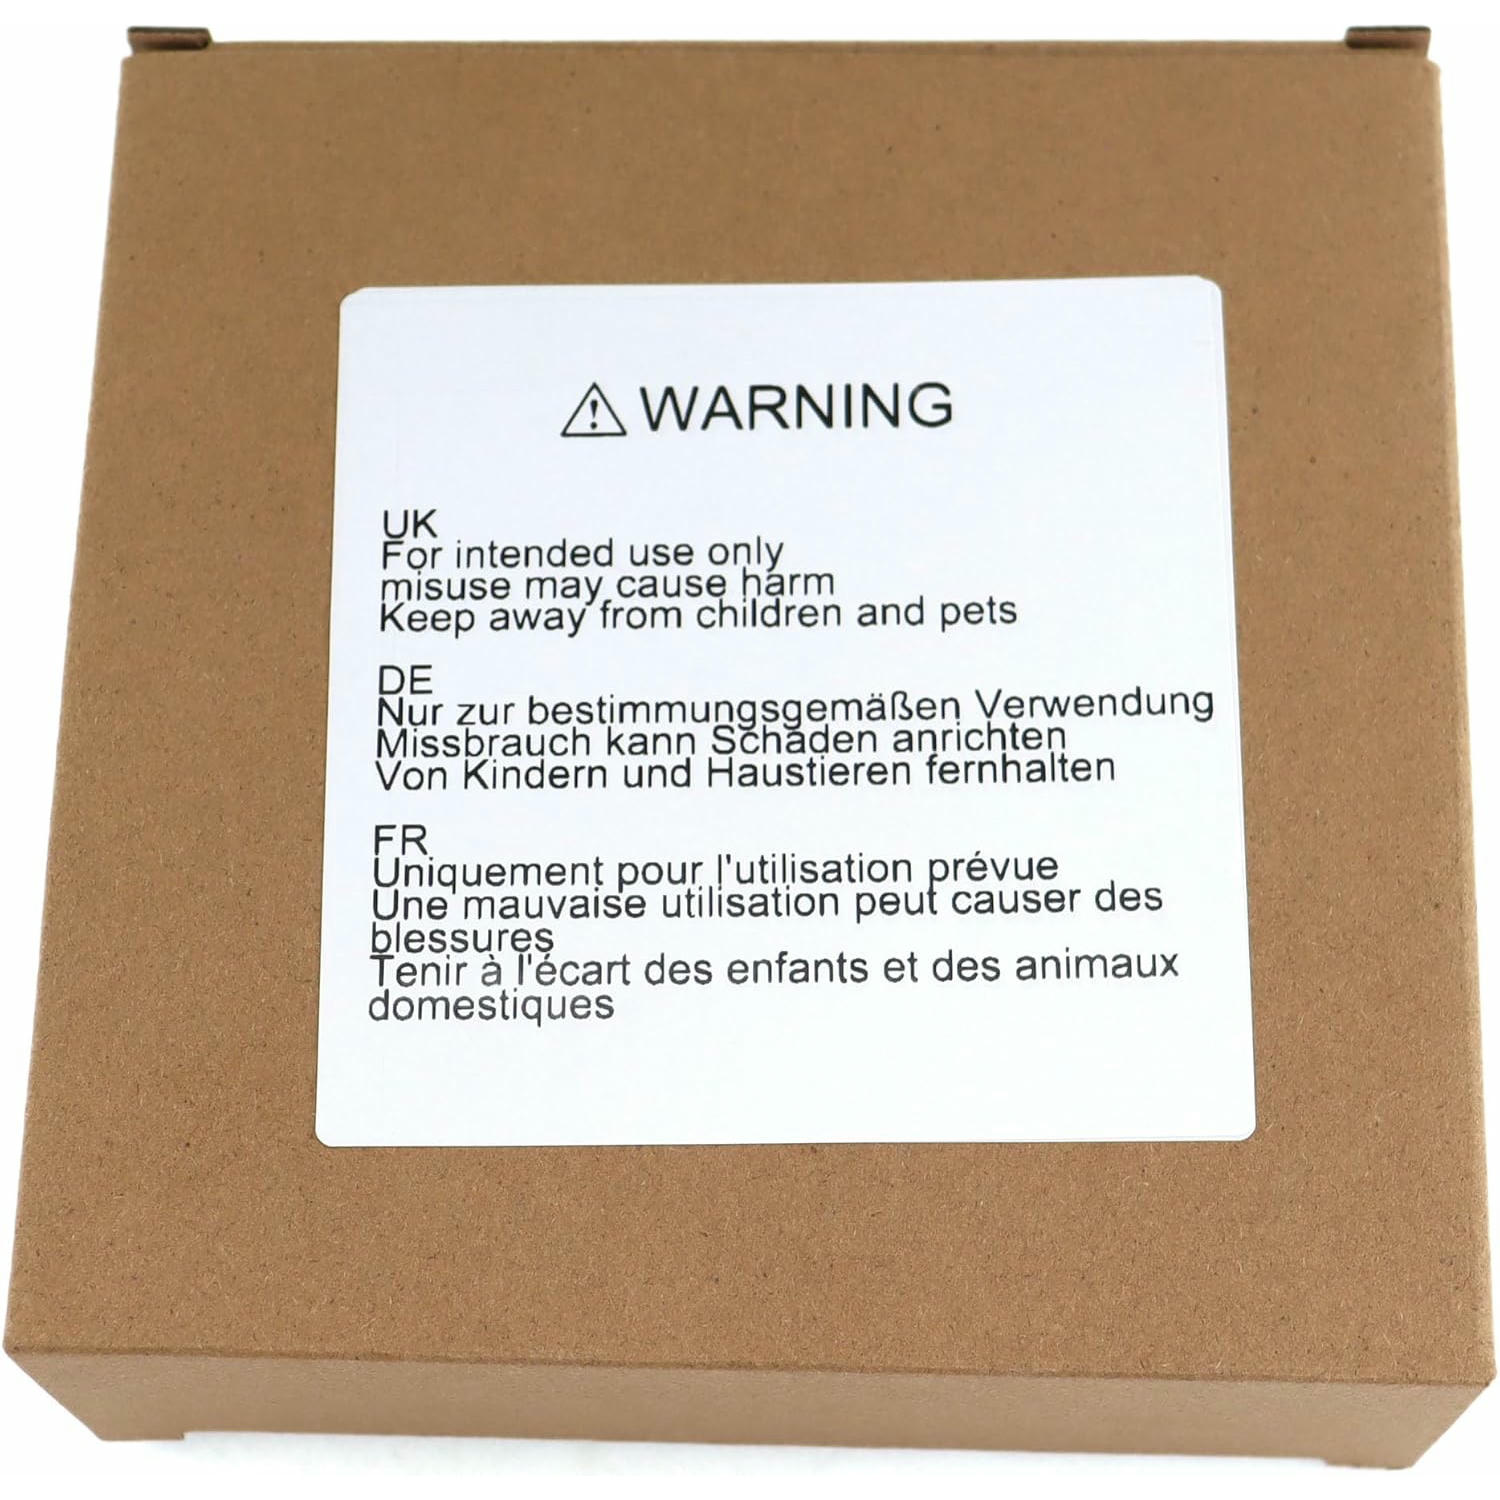 ⚠ WARNING
UK
For intended use only
misuse may cause harm
Keep away from children and pets
DE
Nur zur bestimmungsgemäßen Verwendung
Missbrauch kann Schaden anrichten
Von Kindern und Haustieren fernhalten
FR
Uniquement pour l'utilisation prévue
Une mauvaise utilisation peut causer des
blessures
Tenir à l'écart des enfants et des animaux
domestiques